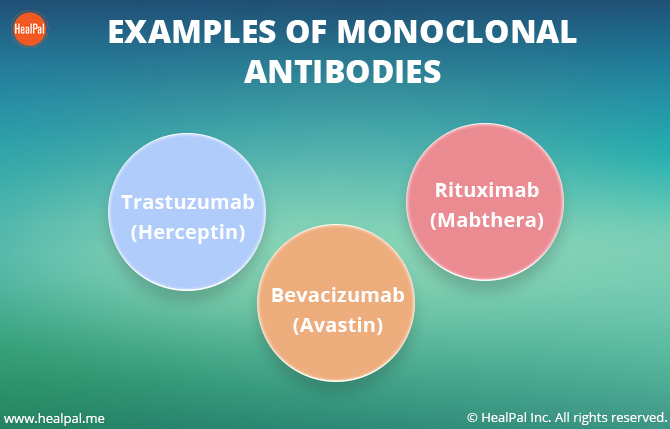 HealPal
EXAMPLES OF MONOCLONAL
ANTIBODIES
Trastuzumab
(Herceptin)
Rituximab
(Mabthera)
Bevacizumab
(Avastin)
www.healpal.me
© HealPal Inc. All rights reserved.